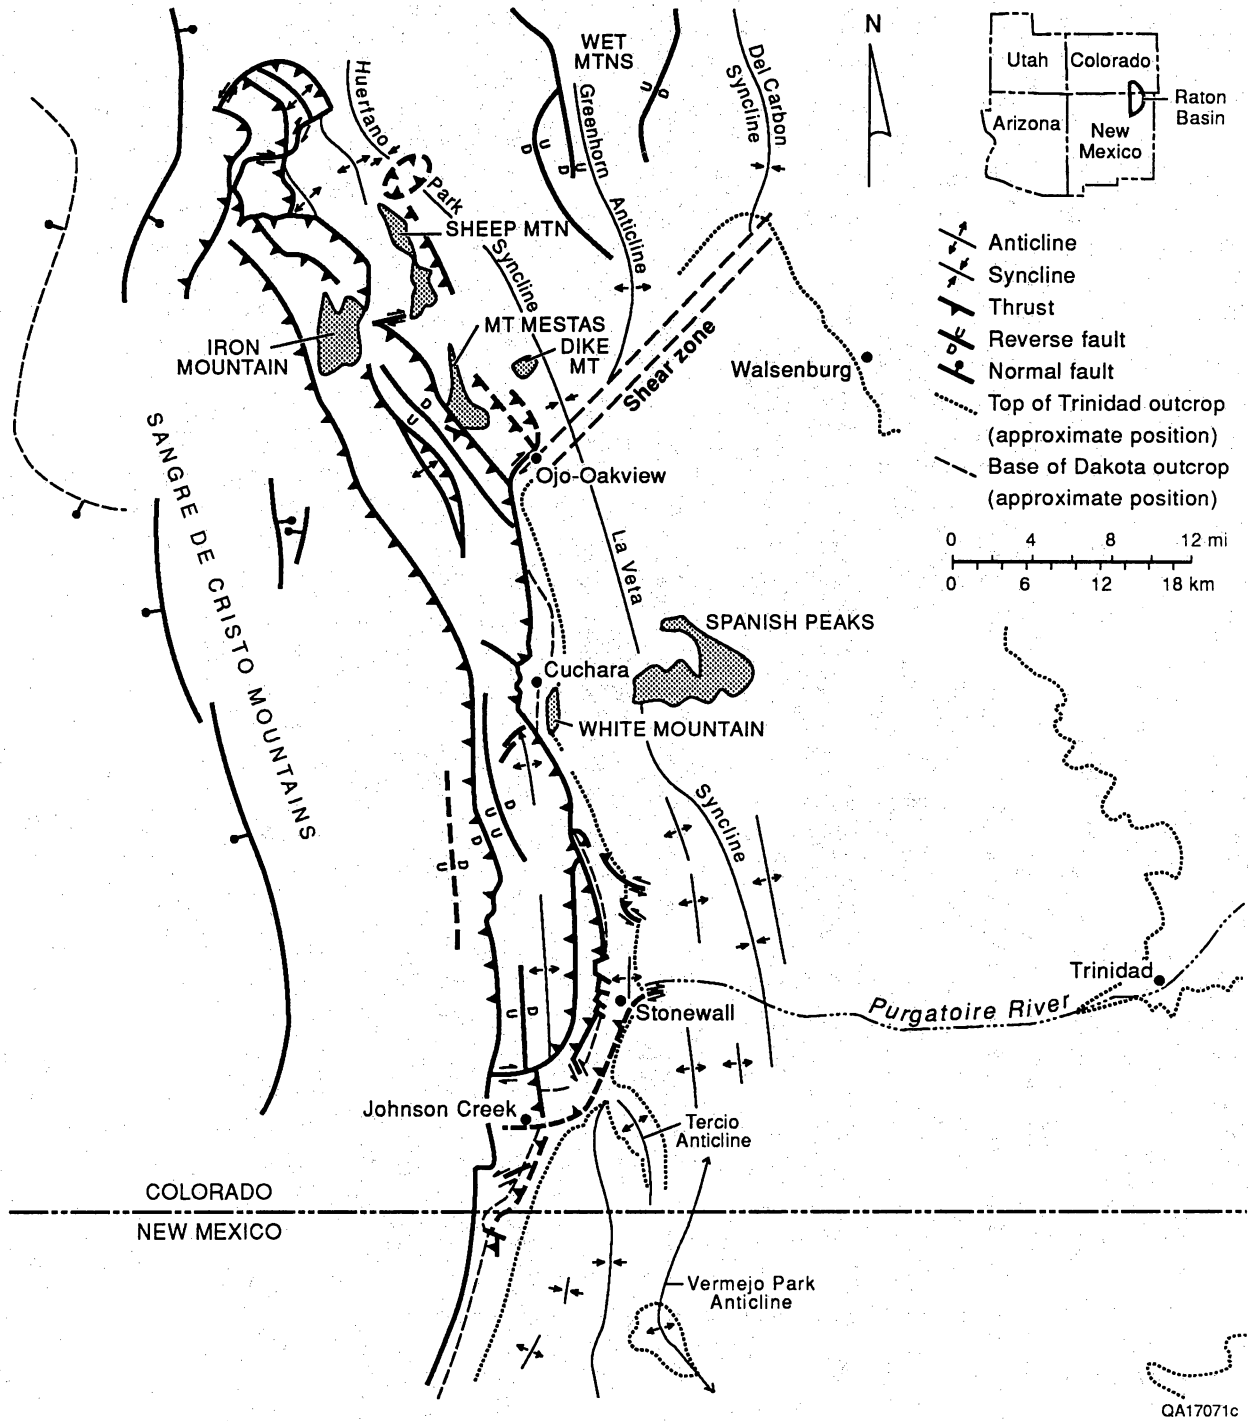 N
WET
MTNS
Huerfano
Park
Syncline
Greenhorn
Anticline
Del Carbon
Syncline
Utah
Colorado
Arizona
New
Mexico
Raton
Basin
SHEEP MTN
MT MESTAS
DIKE
MT
IRON
MOUNTAIN
Shear zone
Walsenburg
Anticline
Syncline
Thrust
U
D
Reverse fault
Normal fault
Top of Trinidad outcrop
(approximate position)
Base of Dakota outcrop
(approximate position)
0 4 8 12 mi
0 6 12 18 km
U
D
U
D
U
D
U
D
D
U
Ojo-Oakview
SANGRE DE CRISTO MOUNTAINS
La Veta
Syncline
SPANISH PEAKS
Cuchara
WHITE MOUNTAIN
D
U
U
D
U
D
U
D
Trinidad
Purgatoire River
Stonewall
Johnson Creek
Tercio
Anticline
COLORADO
NEW MEXICO
Vermejo Park
Anticline
QA17071c